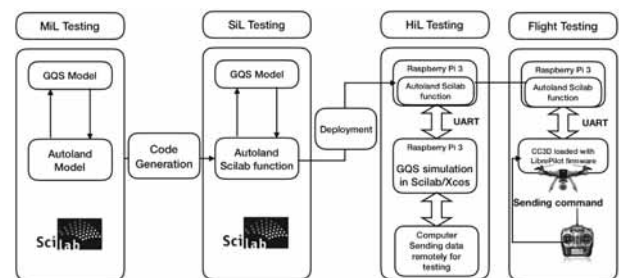 MiL Testing
GQS Model
Autoland
Model
Scilab
Code
Generation
SiL Testing
GQS Model
Autoland
Scilab function
Scilab
Deployment
HiL Testing
Raspberry Pi 3
Autoland Scilab
function
UART
Raspberry Pi 3
GQS simulation
in Scilab/Xcos
Computer
Sending data
remotely for
testing
Flight Testing
Raspberry Pi 3
Autoland Scilab
function
UART
CC3D loaded with
LibrePilot firmware
Sending command